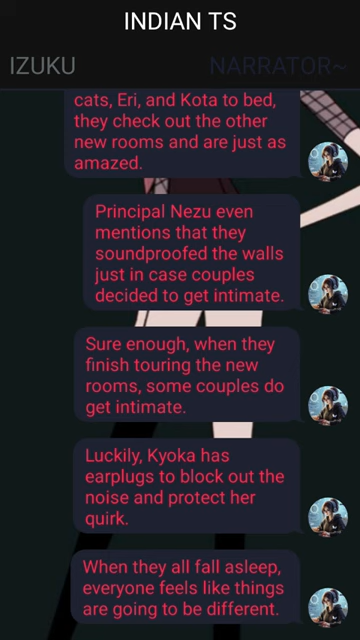 INDIAN TS
IZUKU NARRATOR~
cats, Eri, and Kota to bed,
they check out the other
new rooms and are just as
amazed.
Principal Nezu even
mentions that they
soundproofed the walls
just in case couples
decided to get intimate.
Sure enough, when they
finish touring the new
rooms, some couples do
get intimate.
Luckily, Kyoka has
earplugs to block out the
noise and protect her
quirk.
When they all fall asleep,
everyone feels like things
are going to be different.